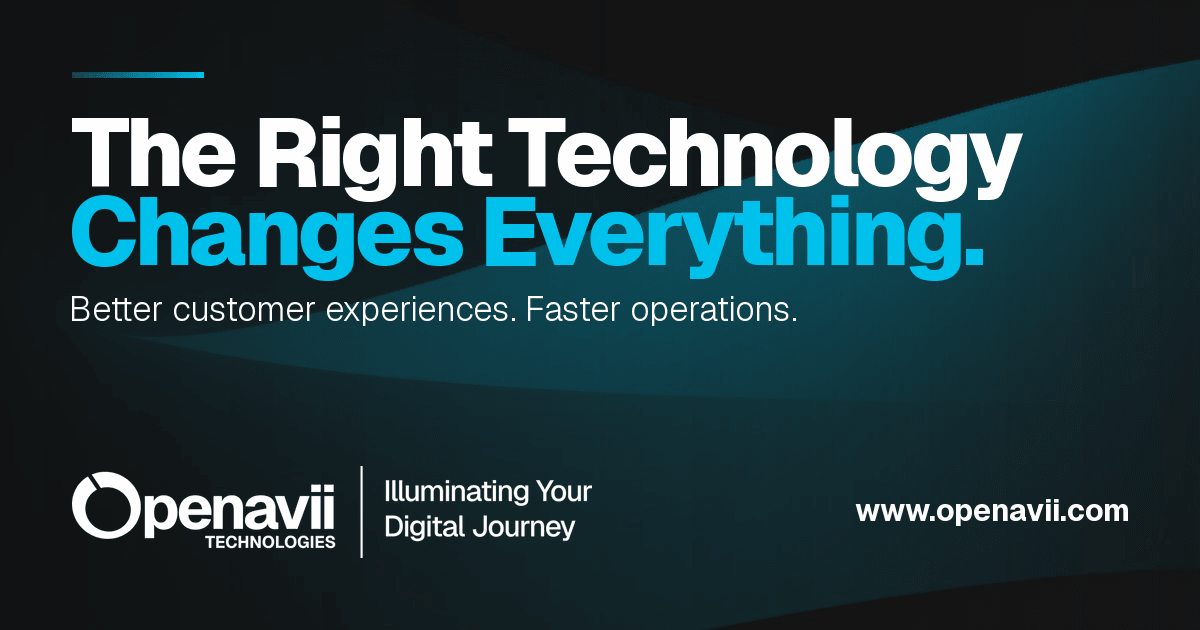 The Right Technology
Changes Everything.
Better customer experiences. Faster operations.
Openavii
TECHNOLOGIES
Illuminating Your
Digital Journey
www.openavii.com